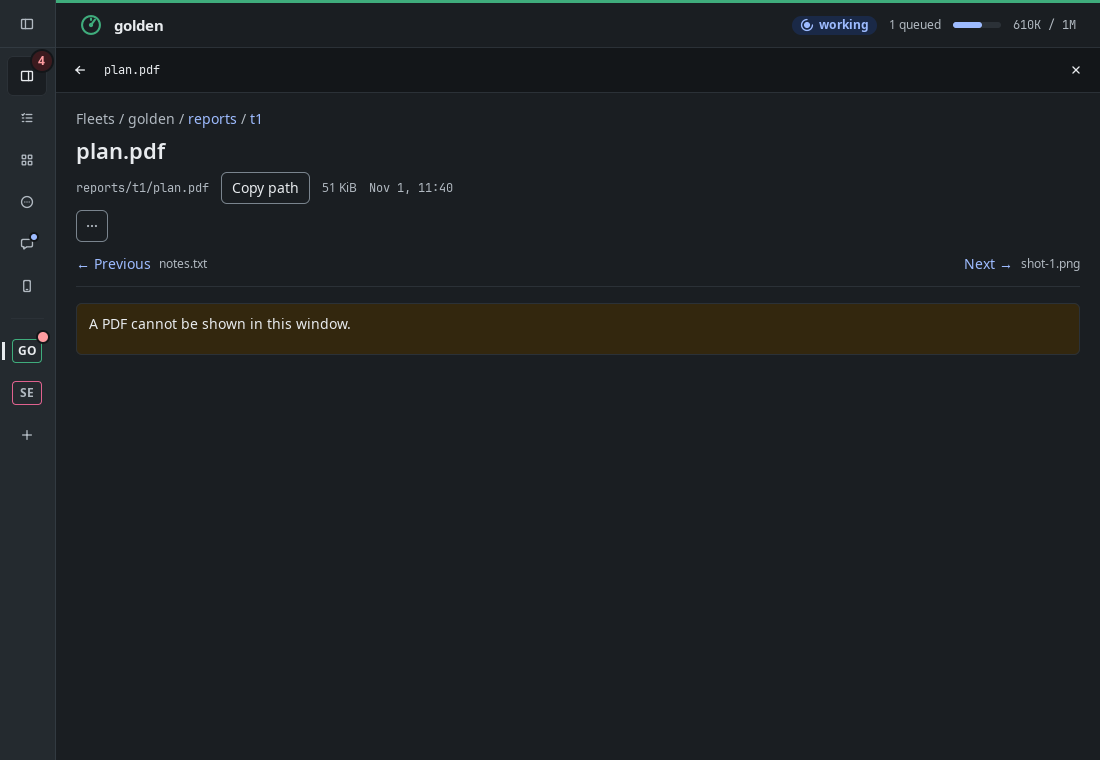 golden
working
1 queued
610K / 1M
4
plan.pdf
Fleets / golden / reports / t1
plan.pdf
reports/t1/plan.pdf
Copy path
51 KiB
Nov 1, 11:40
...
← Previous notes.txt
Next → shot-1.png
A PDF cannot be shown in this window.
GO
SE